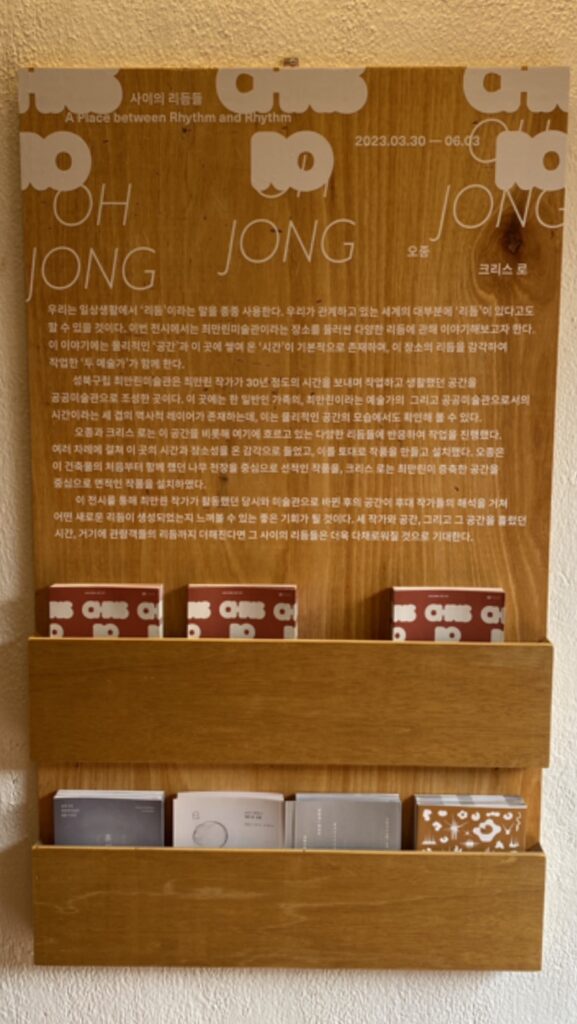 CHRIS
CHRIS
CHRIS
사이의 리듬들
A Place between Rhythm and Rhythm
2023.03.30 — 06.03
RO
RO
RO
OH
OH
OH
JONG
JONG
JONG
오종
크리스 로
우리는 일상생활에서 '리듬'이라는 말을 종종 사용한다. 우리가 관계하고 있는 세계의 대부분에 '리듬'이 있다고도
할 수 있을 것이다. 이번 전시에서는 최만린미술관이라는 장소를 둘러싼 다양한 리듬에 관해 이야기해보고자 한다.
이 이야기에는 물리적인 '공간'과 이 곳에 쌓여 온 '시간'이 기본적으로 존재하며, 이 장소의 리듬을 감각하여
작업한 '두 예술가'가 함께 한다.
성북구립 최만린미술관은 최만린 작가가 30년 정도의 시간을 보내며 작업하고 생활했던 공간을
공공미술관으로 조성한 곳이다. 이 곳에는 한 일반인 가족의, 최만린이라는 예술가의 그리고 공공미술관으로서의
시간이라는 세 겹의 역사적 레이어가 존재하는데, 이는 물리적인 공간의 모습에서도 확인해 볼 수 있다.
오종과 크리스 로는 이 공간을 비롯해 여기에 흐르고 있는 다양한 리듬들에 반응하여 작업을 진행했다.
여러 차례에 걸쳐 이 곳의 시간과 장소성을 온 감각으로 들었고, 이를 토대로 작품을 만들고 설치했다. 오종은
이 건축물의 처음부터 함께 했던 나무 천장을 중심으로 선적인 작품을, 크리스 로는 최만린이 증축한 공간을
중심으로 면적인 작품을 설치하였다.
이 전시를 통해 최만린 작가가 활동했던 당시와 미술관으로 바뀐 후의 공간이 후대 작가들의 해석을 거쳐
어떤 새로운 리듬이 생성되었는지 느껴볼 수 있는 좋은 기회가 될 것이다. 세 작가와 공간, 그리고 그 공간을 흘렀던
시간, 거기에 관람객들의 리듬까지 더해진다면 그 사이의 리듬들은 더욱 다채로워질 것으로 기대한다.
CHRIS
CHRIS
CHRIS